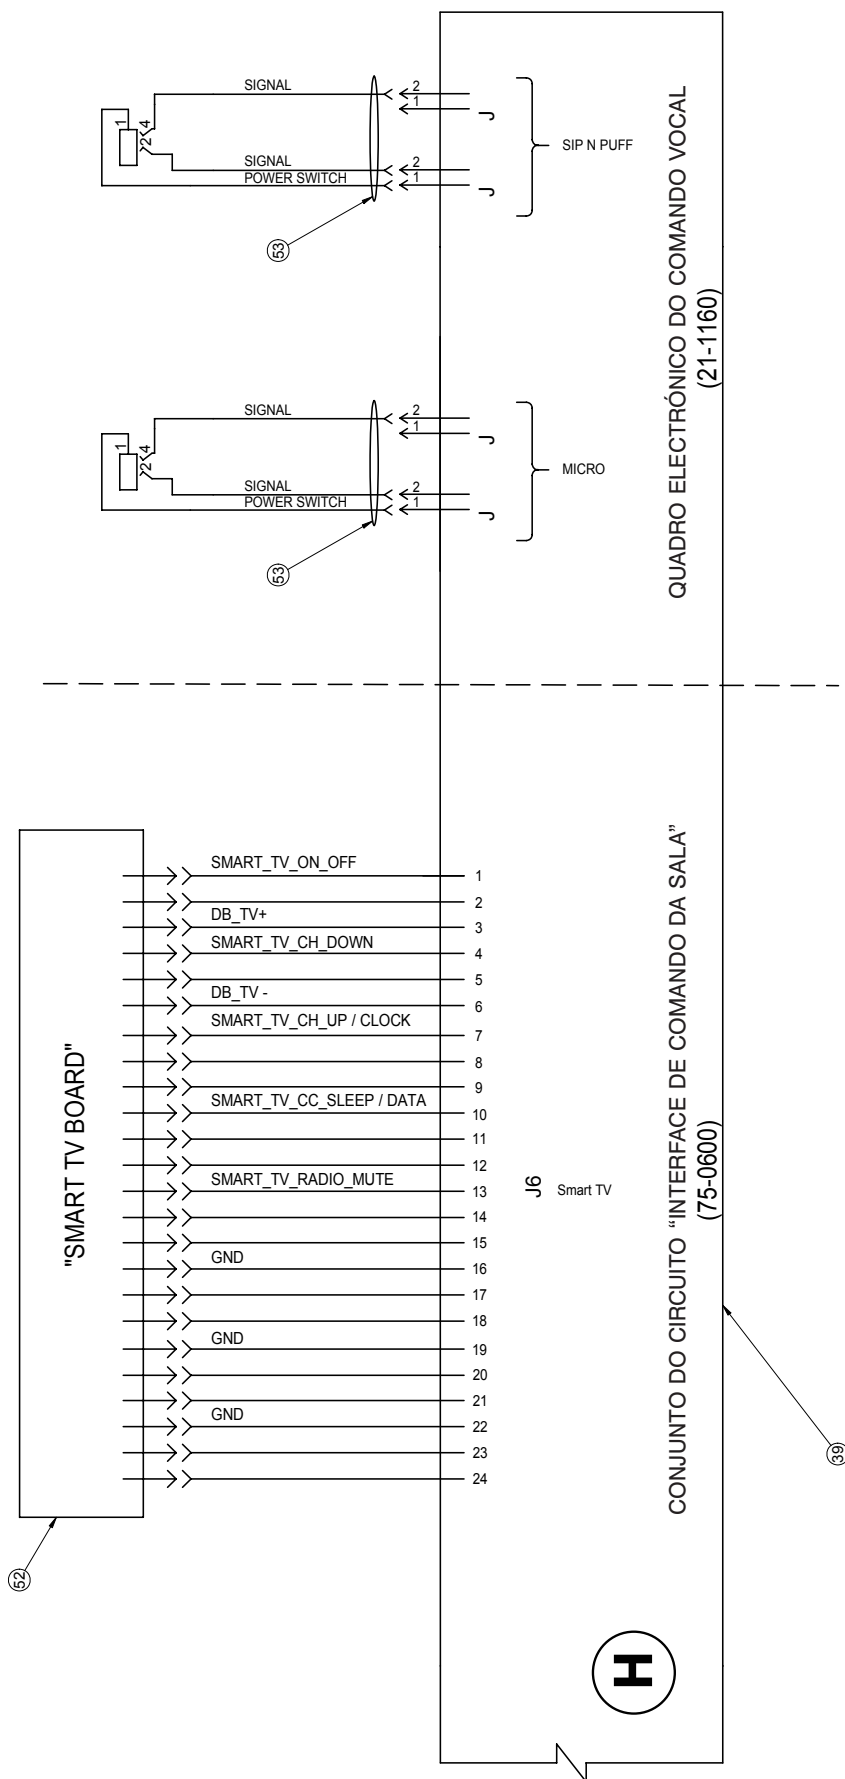 SIGNAL
2
1
1
4
2
J
SIP N PUFF
SIGNAL
2
POWER SWITCH
1
J
53
SIGNAL
2
1
1
4
2
J
MICRO
SIGNAL
2
POWER SWITCH
1
J
53
QUADRO ELECTRÓNICO DO COMANDO VOCAL
(21-1160)
"SMART TV BOARD"
SMART_TV_ON_OFF
1
2
DB_TV+
3
SMART_TV_CH_DOWN
4
5
DB_TV -
6
SMART_TV_CH_UP / CLOCK
7
8
9
SMART_TV_CC_SLEEP / DATA
10
11
12
SMART_TV_RADIO_MUTE
13
14
15
GND
16
17
18
GND
19
20
21
GND
22
23
24
J6
Smart TV
CONJUNTO DO CIRCUITO “INTERFACE DE COMANDO DA SALA”
(75-0600)
39
52
H